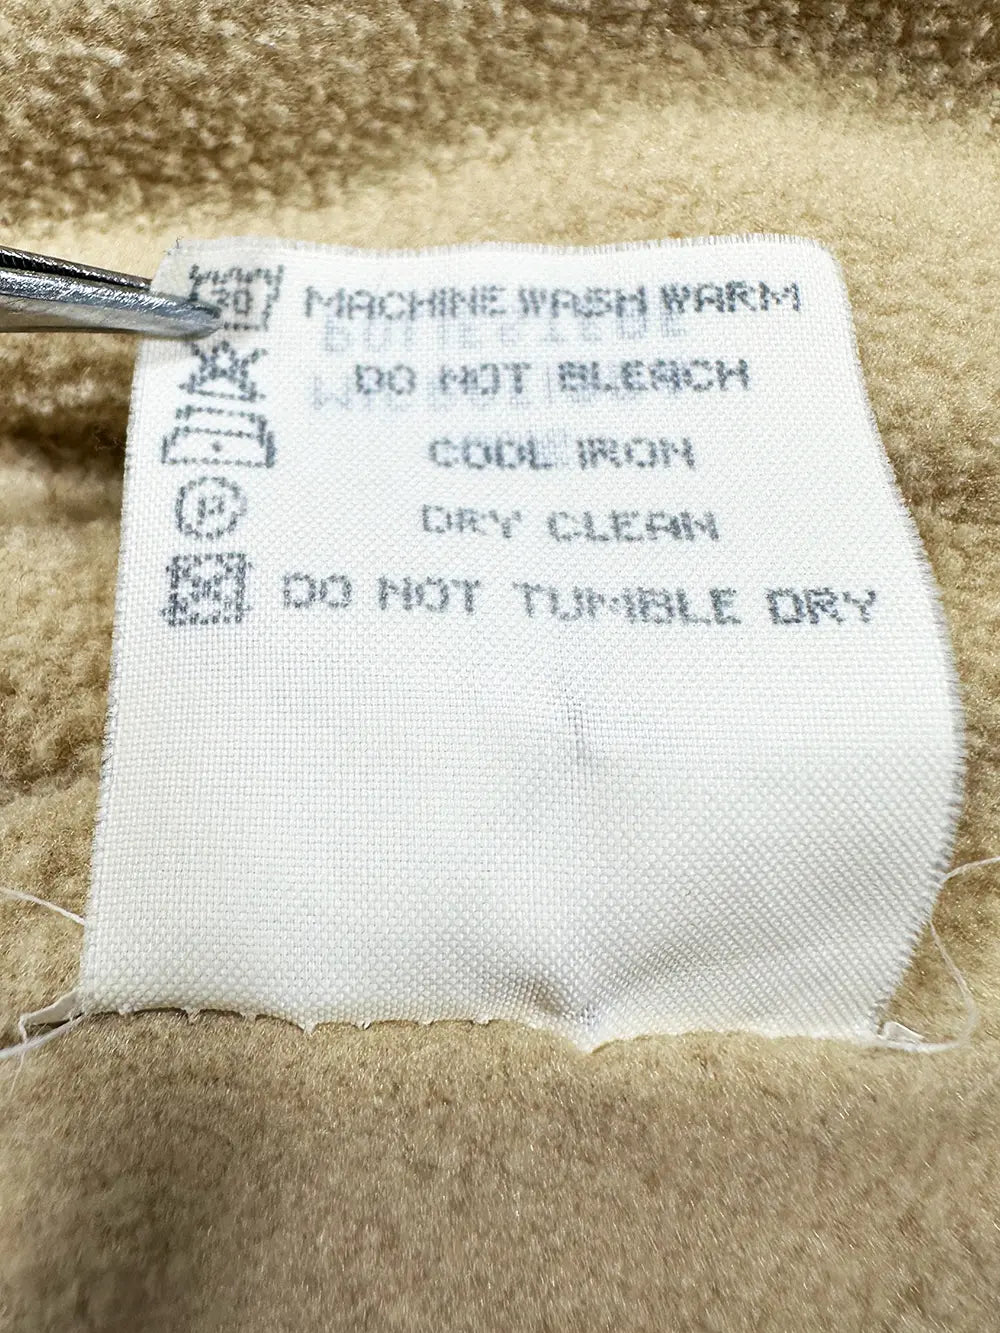 MACHINE WASH WARM
DO NOT BLEACH
COOL IRON
DRY CLEAN
DO NOT TUMBLE DRY